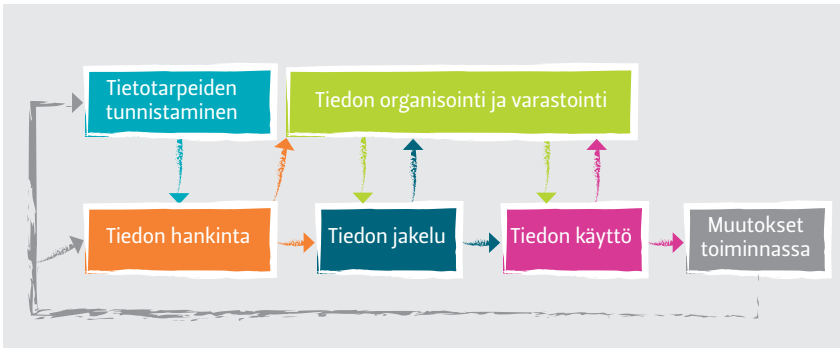 Tietotarpeiden
tunnistaminen
Tiedon organisointi ja varastointi
Tiedon hankinta
Tiedon jakelu
Tiedon käyttö
Muutokset
toiminnassa